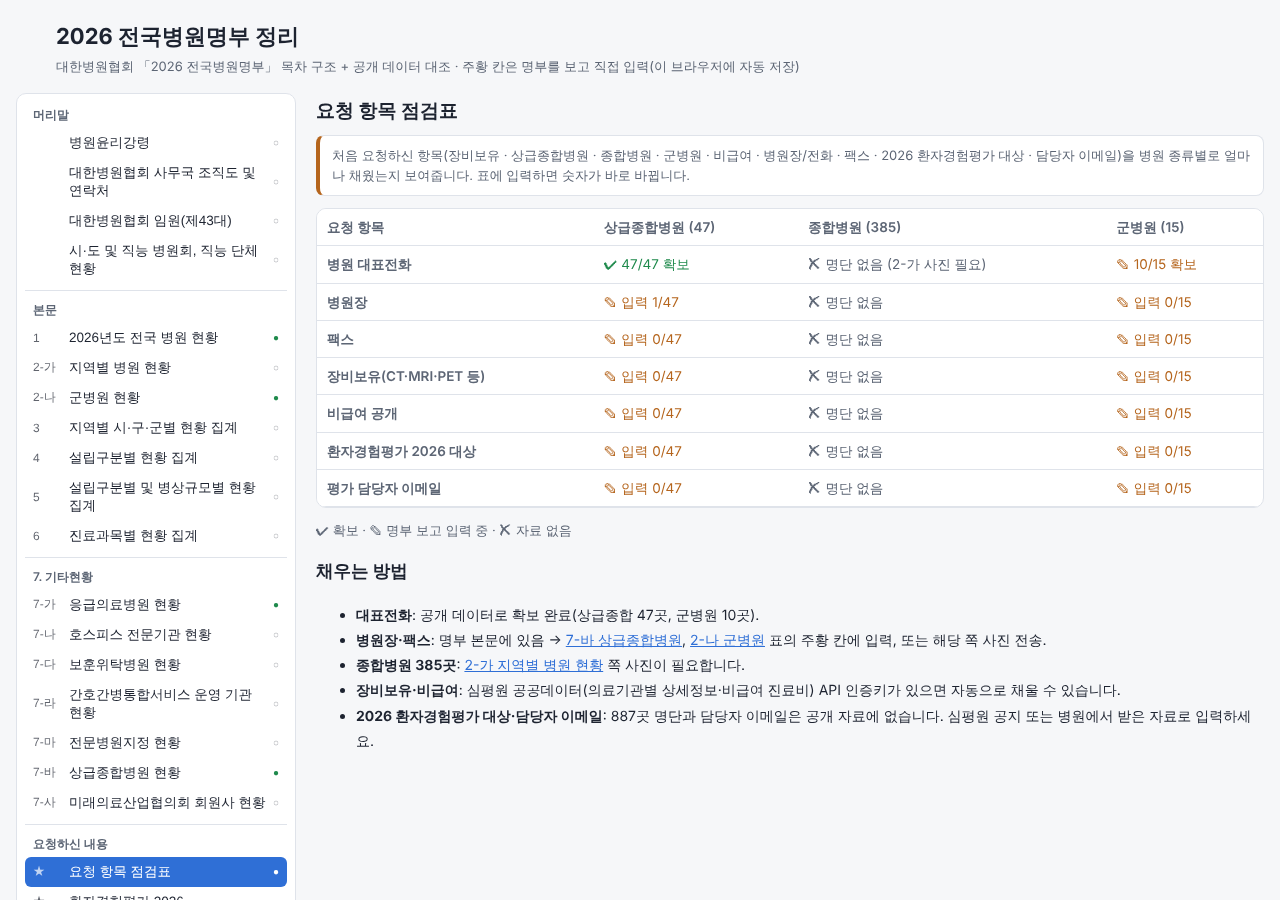 2026 전국병원명부 정리
대한병원협회 「2026 전국병원명부」 목차 구조 + 공개 데이터 대조 · 주황 칸은 명부를 보고 직접 입력(이 브라우저에 자동 저장)
머리말
병원윤리강령
대한병원협회 사무국 조직도 및
연락처
대한병원협회 임원(제43대)
시·도 및 직능 병원회, 직능 단체
현황
본문
1 2026년도 전국 병원 현황
2-가 지역별 병원 현황
2-나 군병원 현황
3 지역별 시·구·군별 현황 집계
4 설립구분별 현황 집계
5 설립구분별 및 병상규모별 현황
집계
6 진료과목별 현황 집계
7. 기타현황
7-가 응급의료병원 현황
7-나 호스피스 전문기관 현황
7-다 보훈위탁병원 현황
7-라 간호간병통합서비스 운영 기관
현황
7-마 전문병원지정 현황
7-바 상급종합병원 현황
7-사 미래의료산업협의회 회원사 현황
요청하신 내용
★ 요청 항목 점검표
★ 환자경험평가 2026
요청 항목 점검표
처음 요청하신 항목(장비보유 · 상급종합병원 · 종합병원 · 군병원 · 비급여 · 병원장/전화 · 팩스 · 2026 환자경험평가 대상 · 담당자 이메일)을 병원 종류별로 얼마
나 채웠는지 보여줍니다. 표에 입력하면 숫자가 바로 바뀝니다.
요청 항목 상급종합병원 (47) 종합병원 (385) 군병원 (15)
병원 대표전화 ✔ 47/47 확보 ⛏ 명단 없음 (2-가 사진 필요) ✎ 10/15 확보
병원장 ✎ 입력 1/47 ⛏ 명단 없음 ✎ 입력 0/15
팩스 ✎ 입력 0/47 ⛏ 명단 없음 ✎ 입력 0/15
장비보유(CT·MRI·PET 등) ✎ 입력 0/47 ⛏ 명단 없음 ✎ 입력 0/15
비급여 공개 ✎ 입력 0/47 ⛏ 명단 없음 ✎ 입력 0/15
환자경험평가 2026 대상 ✎ 입력 0/47 ⛏ 명단 없음 ✎ 입력 0/15
평가 담당자 이메일 ✎ 입력 0/47 ⛏ 명단 없음 ✎ 입력 0/15
✔ 확보 · ✎ 명부 보고 입력 중 · ⛏ 자료 없음
채우는 방법
• 대표전화: 공개 데이터로 확보 완료(상급종합 47곳, 군병원 10곳).
• 병원장·팩스: 명부 본문에 있음 → 7-바 상급종합병원, 2-나 군병원 표의 주황 칸에 입력, 또는 해당 쪽 사진 전송.
• 종합병원 385곳: 2-가 지역별 병원 현황 쪽 사진이 필요합니다.
• 장비보유·비급여: 심평원 공공데이터(의료기관별 상세정보·비급여 진료비) API 인증키가 있으면 자동으로 채울 수 있습니다.
• 2026 환자경험평가 대상·담당자 이메일: 887곳 명단과 담당자 이메일은 공개 자료에 없습니다. 심평원 공지 또는 병원에서 받은 자료로 입력하세
요.